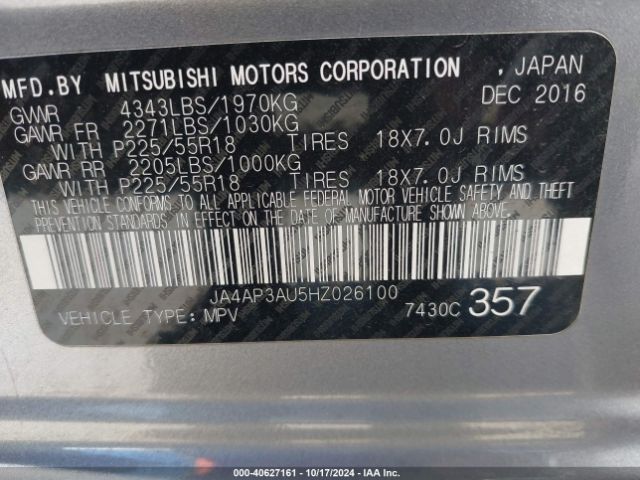 MFD.BY MITSUBISHI MOTORS CORPORATION , JAPAN
GVWR 4343LBS/1970KG DEC 2016
GAWR FR 2271LBS/1030KG
WITH P225/55R18 TIRES 18X7.0J RIMS
GAWR RR 2205LBS/1000KG
WITH P225/55R18 TIRES 18X7.0J RIMS
THIS VEHICLE CONFORMS TO ALL APPLICABLE FEDERAL MOTOR VEHICLE SAFETY AND THEFT
PREVENTION STANDARDS IN EFFECT ON THE DATE OF MANUFACTURE SHOWN ABOVE.
JA4AP3AU5HZ026100
VEHICLE TYPE: MPV 7430C 357
000-40627161 - 10/17/2024 - IAA Inc.